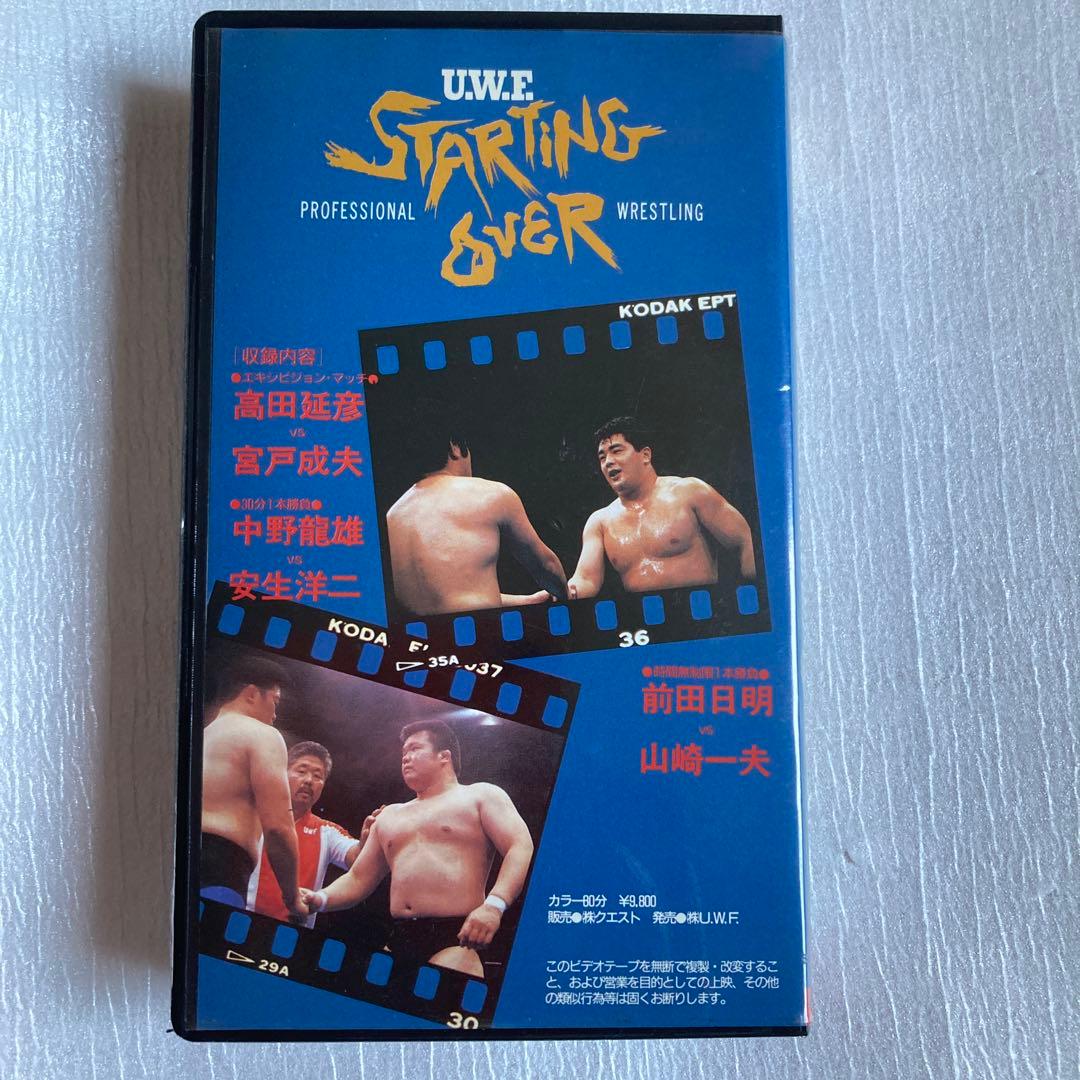 U.W.F.
STARTING
PROFESSIONAL OVER WRESTLING
KODAK EPT
[収録内容]
●エキシビジョン・マッチ●
高田延彦
vs
宮戸成夫
●30分1本勝負●
中野龍雄
vs
安生洋二
36
KODA
35A
037
●時間無制限1本勝負●
前田日明
vs
山崎一夫
uwf
カラー60分 ¥9,800
販売●㈱クエスト 発売●㈱U.W.F.
このビデオテープを無断で複製・改変するこ
と、および営業を目的としての上映、その他
の類似行為等は固くお断りします。
29A
30